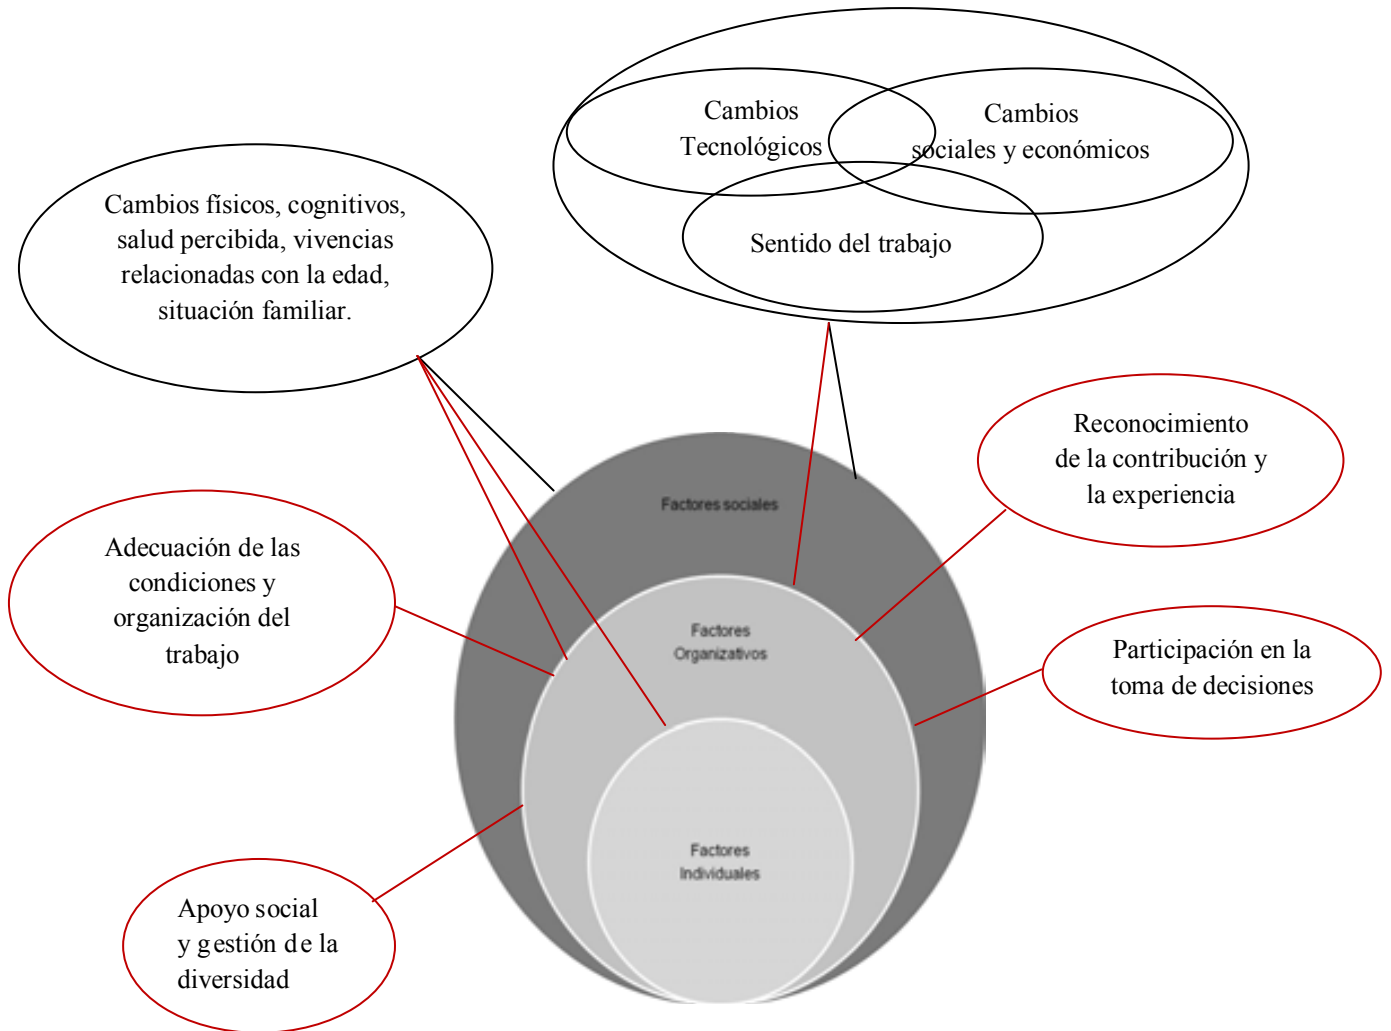 Cambios
Tecnológicos
Cambios
sociales y económicos
Sentido del trabajo
Cambios físicos, cognitivos,
salud percibida, vivencias
relacionadas con la edad,
situación familiar.
Reconocimiento
de la contribución y
la experiencia
Factores sociales
Adecuación de las
condiciones y
organización del
trabajo
Factores
Organizativos
Participación en la
toma de decisiones
Factores
Individuales
Apoyo social
y gestión de la
diversidad